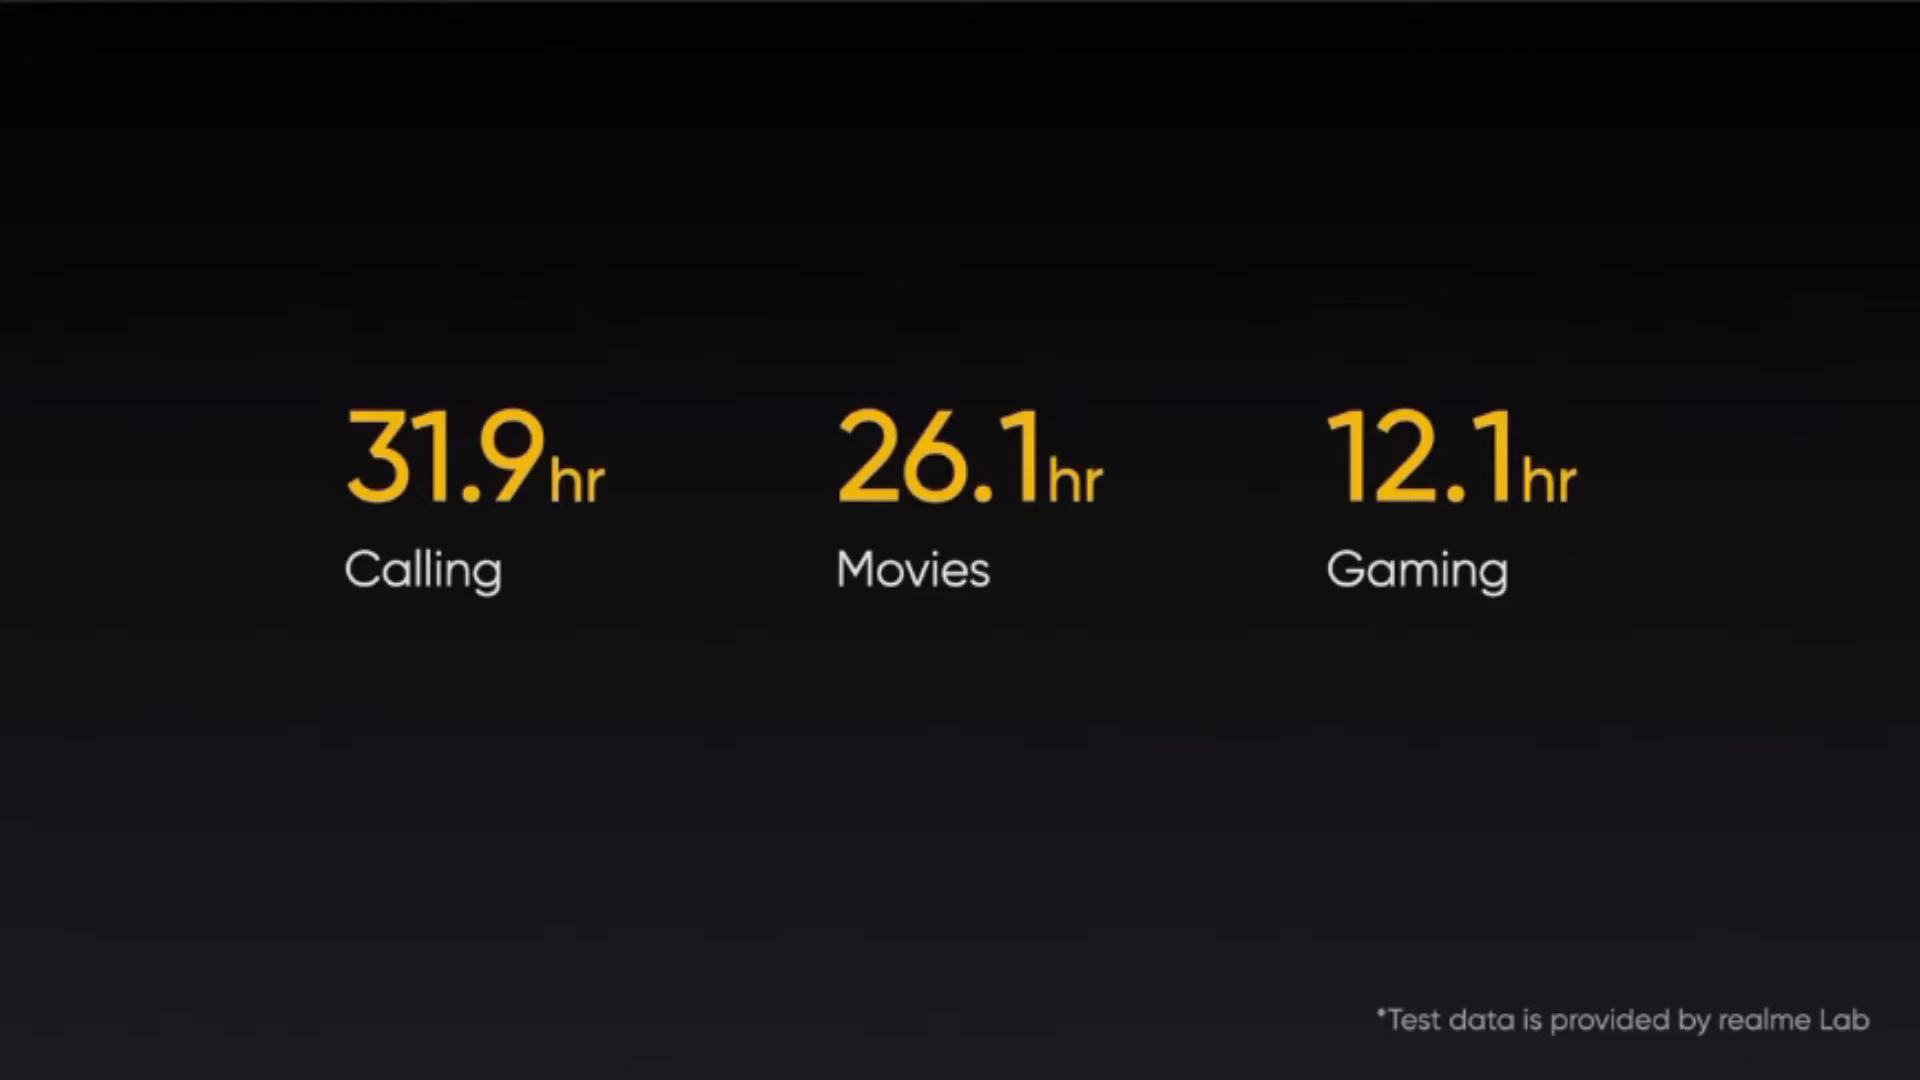 31.9hr 26.1hr 12.1hr
Calling Movies Gaming
*Test data is provided by realme Lab